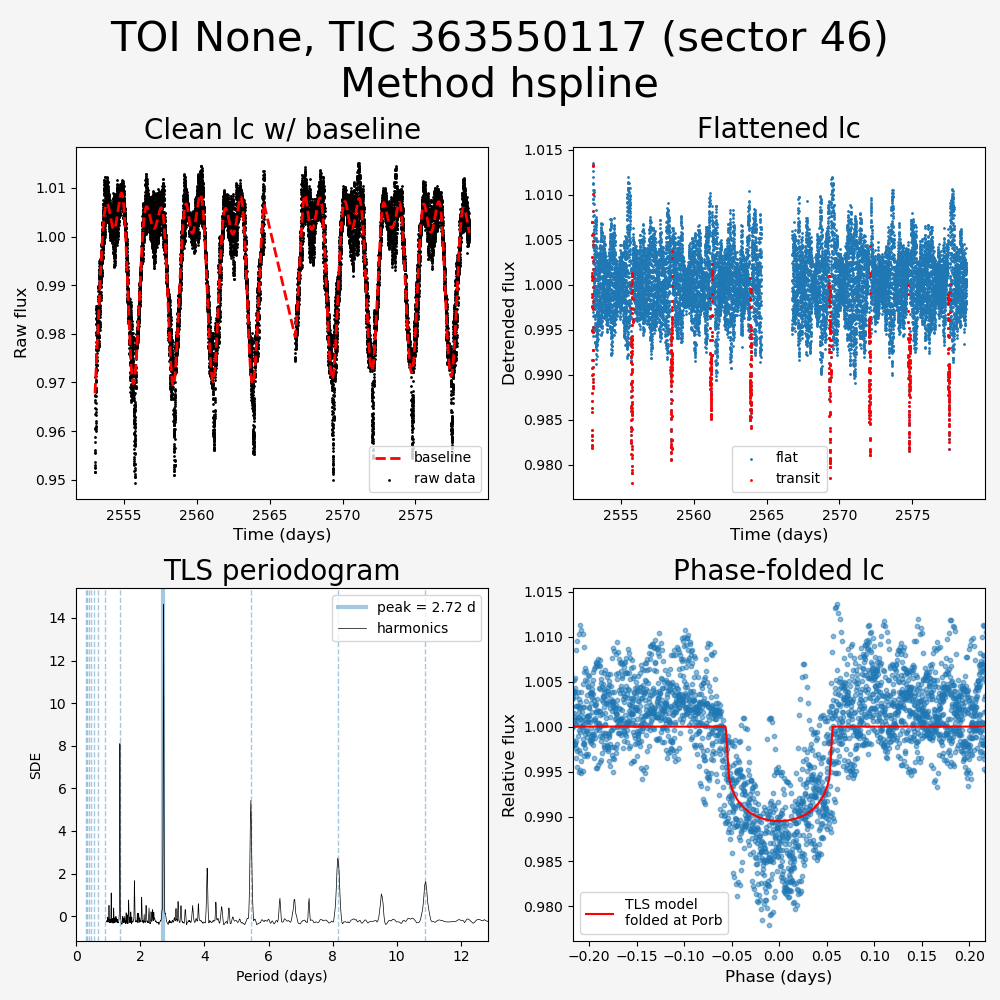 TOI None, TIC 363550117 (sector 46)
Method hspline
Clean lc w/ baseline
Raw flux
1.01
1.00
0.99
0.98
0.97
0.96
0.95
baseline
raw data
2555 2560 2565 2570 2575
Time (days)
Flattened lc
Detrended flux
1.015
1.010
1.005
1.000
0.995
0.990
0.985
0.980
flat
transit
2555 2560 2565 2570 2575
Time (days)
TLS periodogram
SDE
14
12
10
8
6
4
2
0
peak = 2.72 d
harmonics
0 2 4 6 8 10 12
Period (days)
Phase-folded lc
Relative flux
1.015
1.010
1.005
1.000
0.995
0.990
0.985
0.980
TLS model
folded at Porb
−0.20 −0.15 −0.10 −0.05 0.00 0.05 0.10 0.15 0.20
Phase (days)